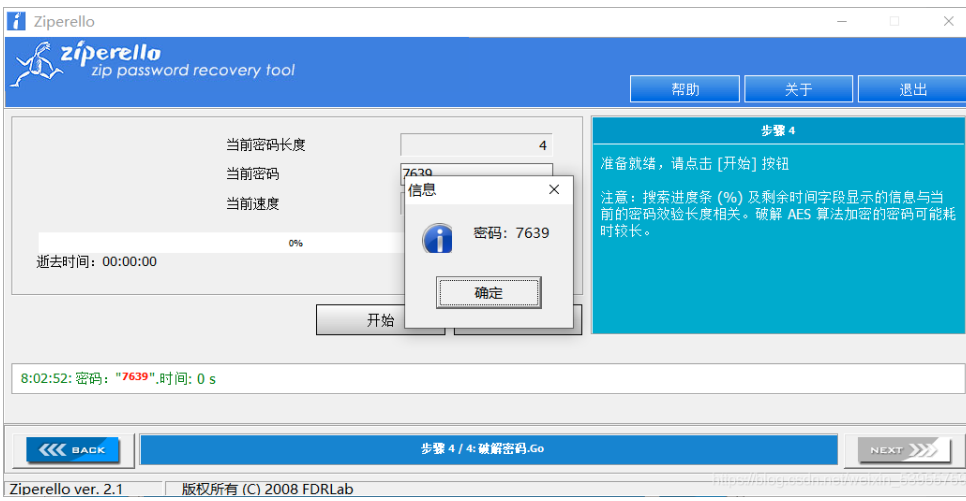 Ziperello
ziperello
zip password recovery tool
帮助 关于 退出
当前密码长度 4
当前密码 7639
当前速度
0%
逝去时间：00:00:00
开始
信息
密码：7639
确定
步骤 4
准备就绪，请点击 [开始] 按钮
注意：搜索进度条 (%) 及剩余时间字段显示的信息与当
前的密码效验长度相关。破解 AES 算法加密的密码可能耗
时较长。
8:02:52: 密码："7639".时间: 0 s
BACK 步骤 4 / 4: 破解密码.Go NEXT
Ziperello ver. 2.1 版权所有 (C) 2008 FDRLab